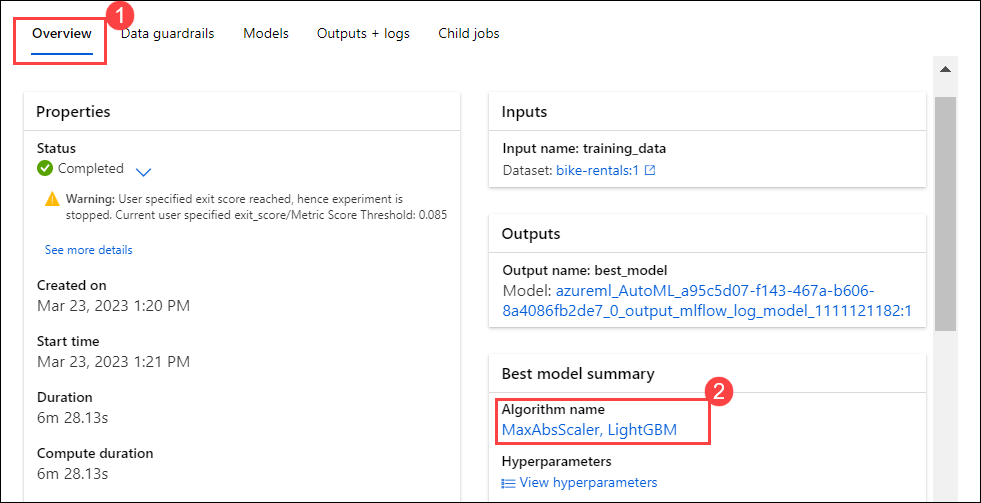 1
Overview Data guardrails Models Outputs + logs Child jobs
Properties
Status
Completed
Warning: User specified exit score reached, hence experiment is
stopped. Current user specified exit_score/Metric Score Threshold: 0.085
See more details
Created on
Mar 23, 2023 1:20 PM
Start time
Mar 23, 2023 1:21 PM
Duration
6m 28.13s
Compute duration
6m 28.13s
Inputs
Input name: training_data
Dataset: bike-rentals:1
Outputs
Output name: best_model
Model: azureml_AutoML_a95c5d07-f143-467a-b606-
8a4086fb2de7_0_output_mlflow_log_model_1111121182:1
Best model summary
2
Algorithm name
MaxAbsScaler, LightGBM
Hyperparameters
View hyperparameters